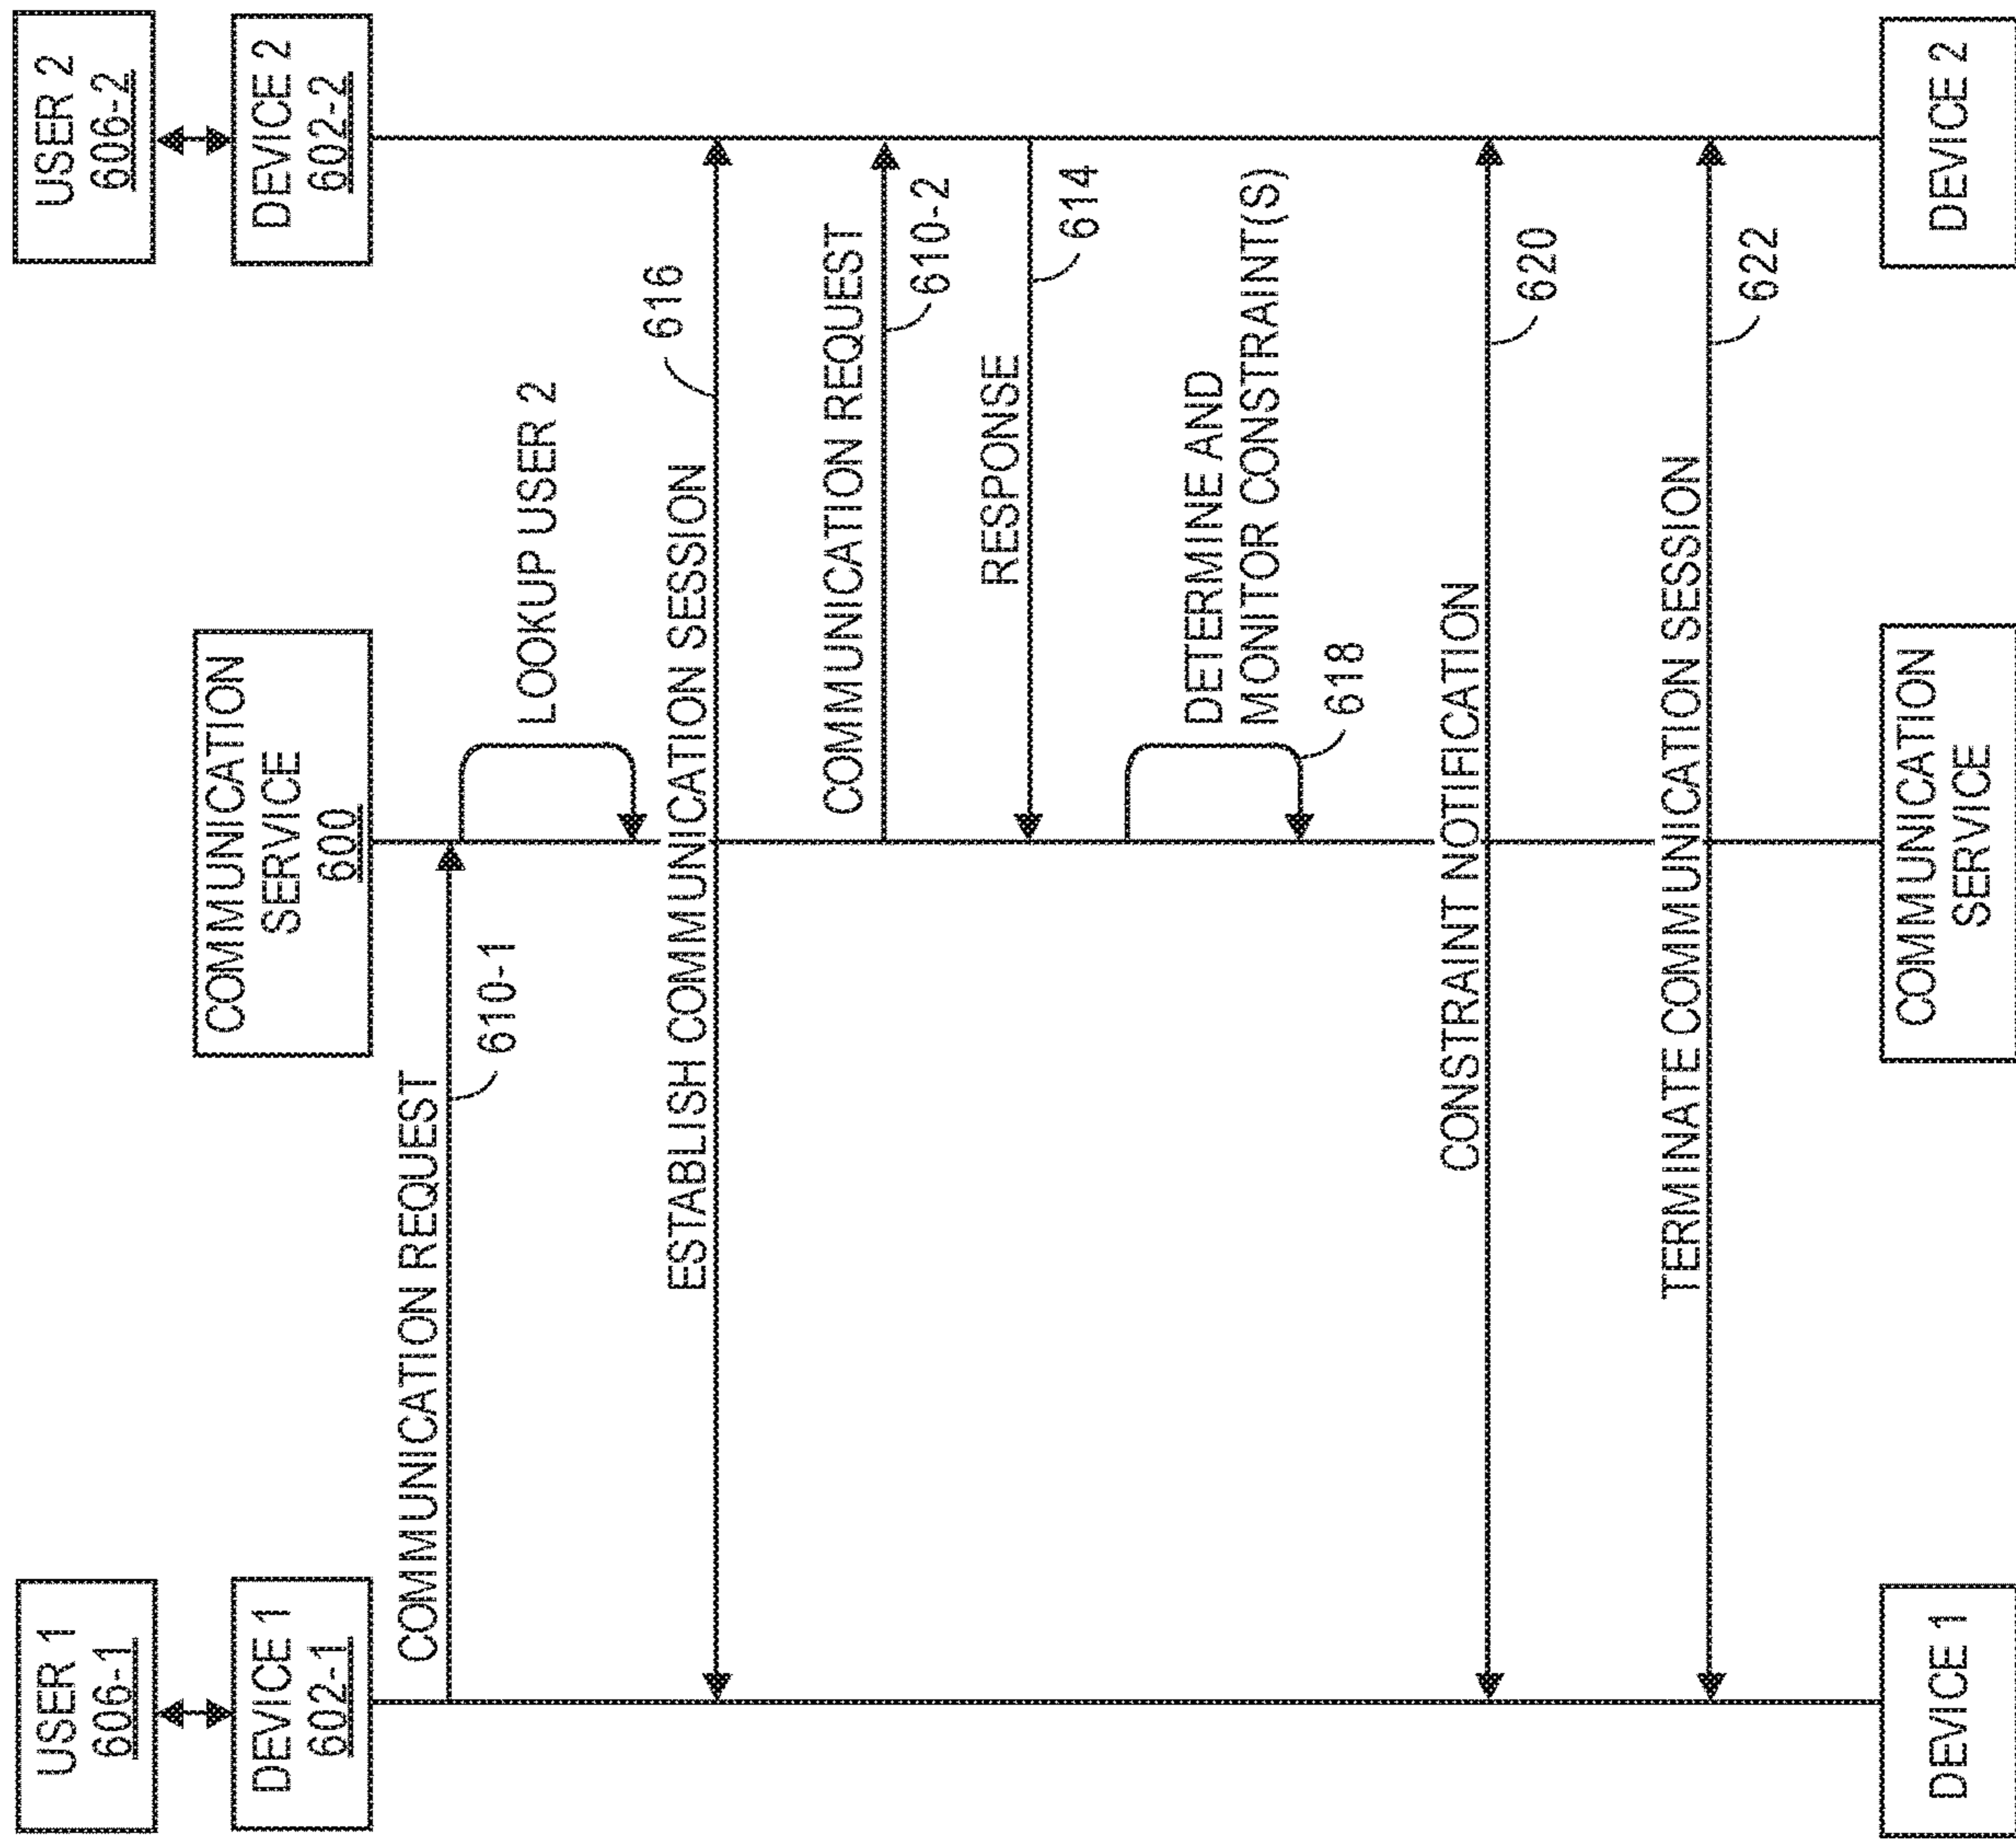 USER 1
606-1
USER 2
606-2
DEVICE 1
602-1
COMMUNICATION
SERVICE
600
DEVICE 2
602-2
COMMUNICATION REQUEST
610-1
LOOKUP USER 2
616
ESTABLISH COMMUNICATION SESSION
COMMUNICATION REQUEST
610-2
RESPONSE
614
DETERMINE AND
MONITOR CONSTRAINT(S)
618
CONSTRAINT NOTIFICATION
620
TERMINATE COMMUNICATION SESSION
622
DEVICE 1
COMMUNICATION
SERVICE
DEVICE 2